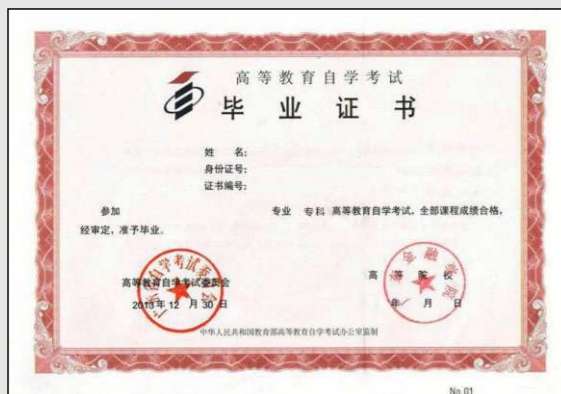 高等教育自学考试
毕业证书
姓 名:
身份证号:
证书编号:
参加 专业 专科 高等教育自学考试，全部课程成绩合格，
经审定，准予毕业。
高等教育自学考试委员会
高等院校
2013年12月30日
年 月 日
中华人民共和国教育部高等教育自学考试办公室监制
No.01